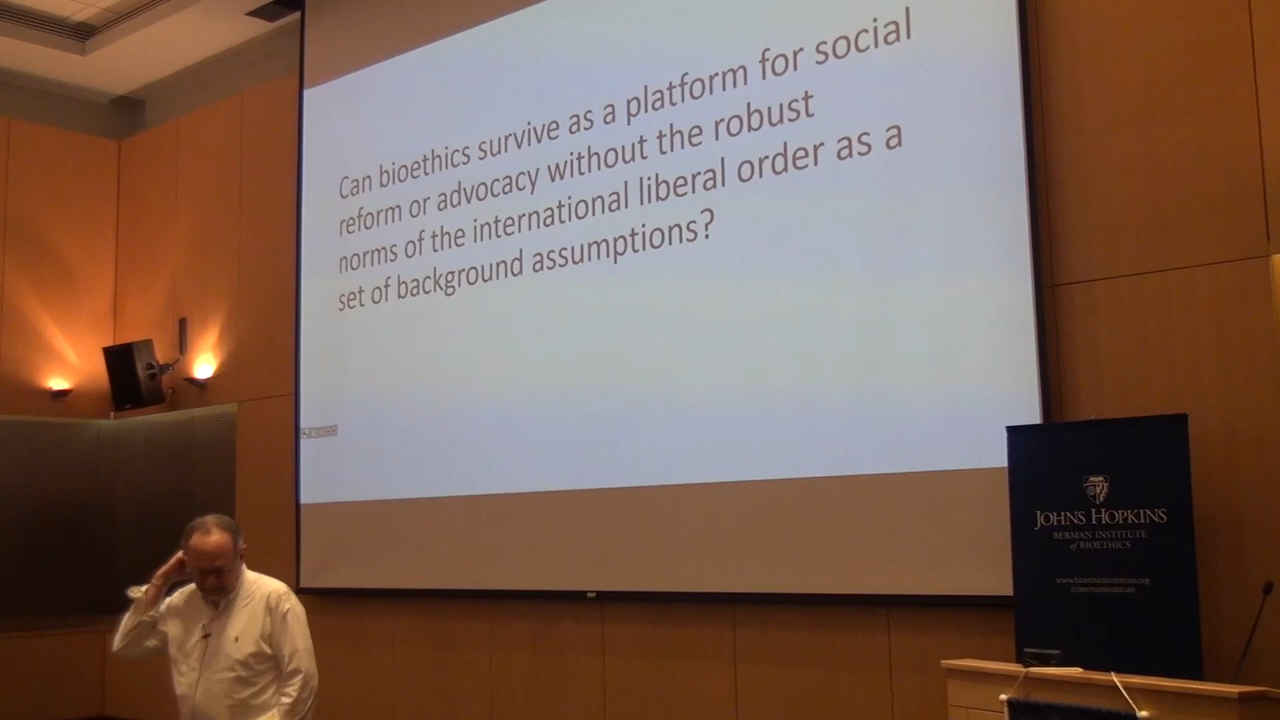 Can bioethics survive as a platform for social
reform or advocacy without the robust
norms of the international liberal order as a
set of background assumptions?
JOHNS HOPKINS
BERMAN INSTITUTE
of BIOETHICS
www.bioethicsinstitute.org
@bermaninstitute